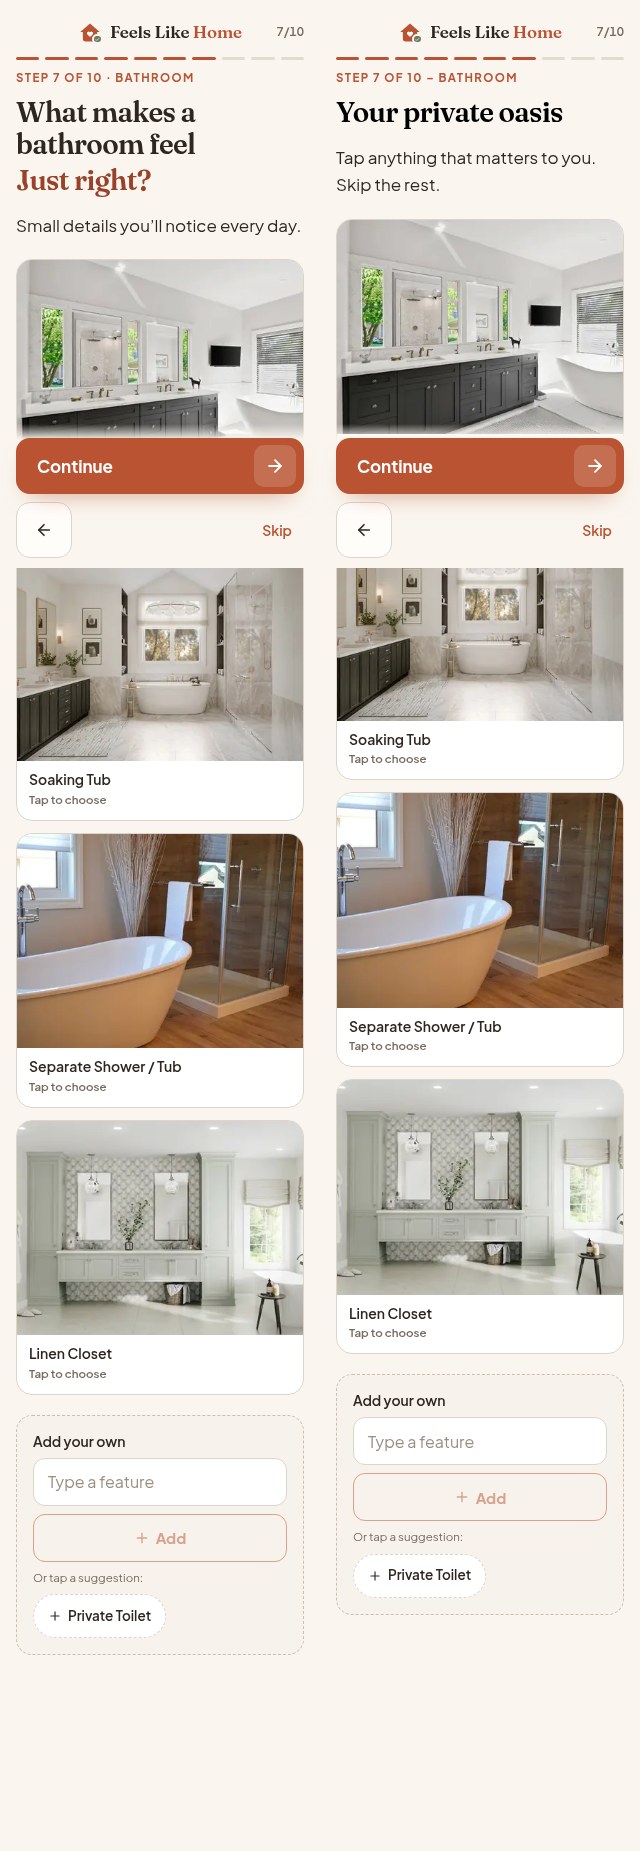 Feels Like Home
7/10
STEP 7 OF 10 · BATHROOM
What makes a
bathroom feel
Just right?
Small details you'll notice every day.
Continue
Skip
Soaking Tub
Tap to choose
Separate Shower / Tub
Tap to choose
Linen Closet
Tap to choose
Add your own
Type a feature
+ Add
Or tap a suggestion:
+ Private Toilet
Feels Like Home
7/10
STEP 7 OF 10 – BATHROOM
Your private oasis
Tap anything that matters to you.
Skip the rest.
Continue
Skip
Soaking Tub
Tap to choose
Separate Shower / Tub
Tap to choose
Linen Closet
Tap to choose
Add your own
Type a feature
+ Add
Or tap a suggestion:
+ Private Toilet